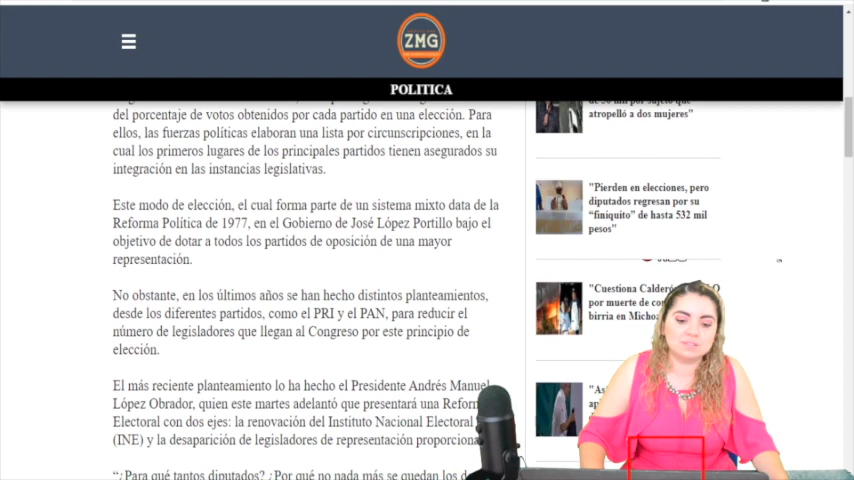 ZMG
POLITICA
del porcentaje de votos obtenidos por cada partido en una elección. Para
ellos, las fuerzas políticas elaboran una lista por circunscripciones, en la
cual los primeros lugares de los principales partidos tienen asegurados su
integración en las instancias legislativas.
Este modo de elección, el cual forma parte de un sistema mixto data de la
Reforma Política de 1977, en el Gobierno de José López Portillo bajo el
objetivo de dotar a todos los partidos de oposición de una mayor
representación.
No obstante, en los últimos años se han hecho distintos planteamientos,
desde los diferentes partidos, como el PRI y el PAN, para reducir el
número de legisladores que llegan al Congreso por este principio de
elección.
El más reciente planteamiento lo ha hecho el Presidente Andrés Manuel
López Obrador, quien este martes adelantó que presentará una Reform
Electoral con dos ejes: la renovación del Instituto Nacional Electoral
(INE) y la desaparición de legisladores de representación proporciona
“¿Para qué tantos diputados? ¿Por qué no nada más se quedan los de
de 50 mil por sujeto que
atropelló a dos mujeres"
"Pierden en elecciones, pero
diputados regresan por su
“finiquito” de hasta 532 mil
pesos"
"Cuestiona Calder
por muerte de
birria en Micho